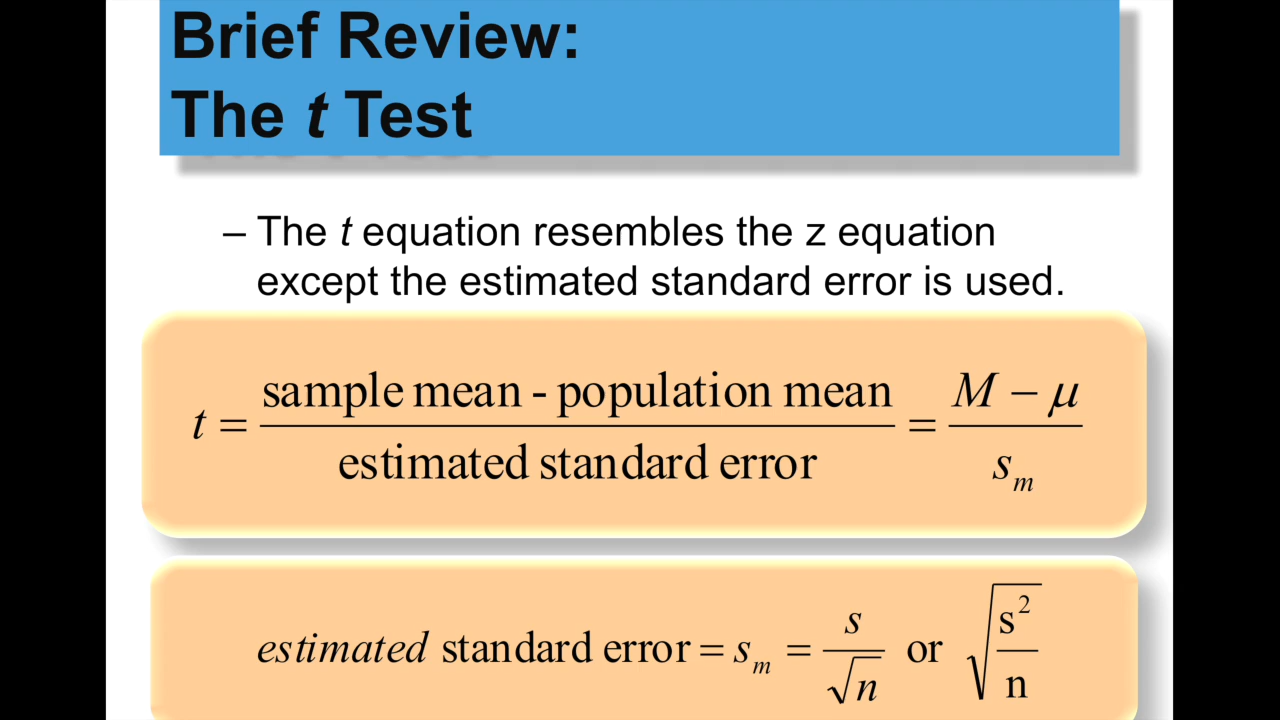 Brief Review:
The t Test
– The t equation resembles the z equation
except the estimated standard error is used.
t = sample mean - population mean / estimated standard error = M − μ / s_m
estimated standard error = s_m = s / √n or √(s² / n)